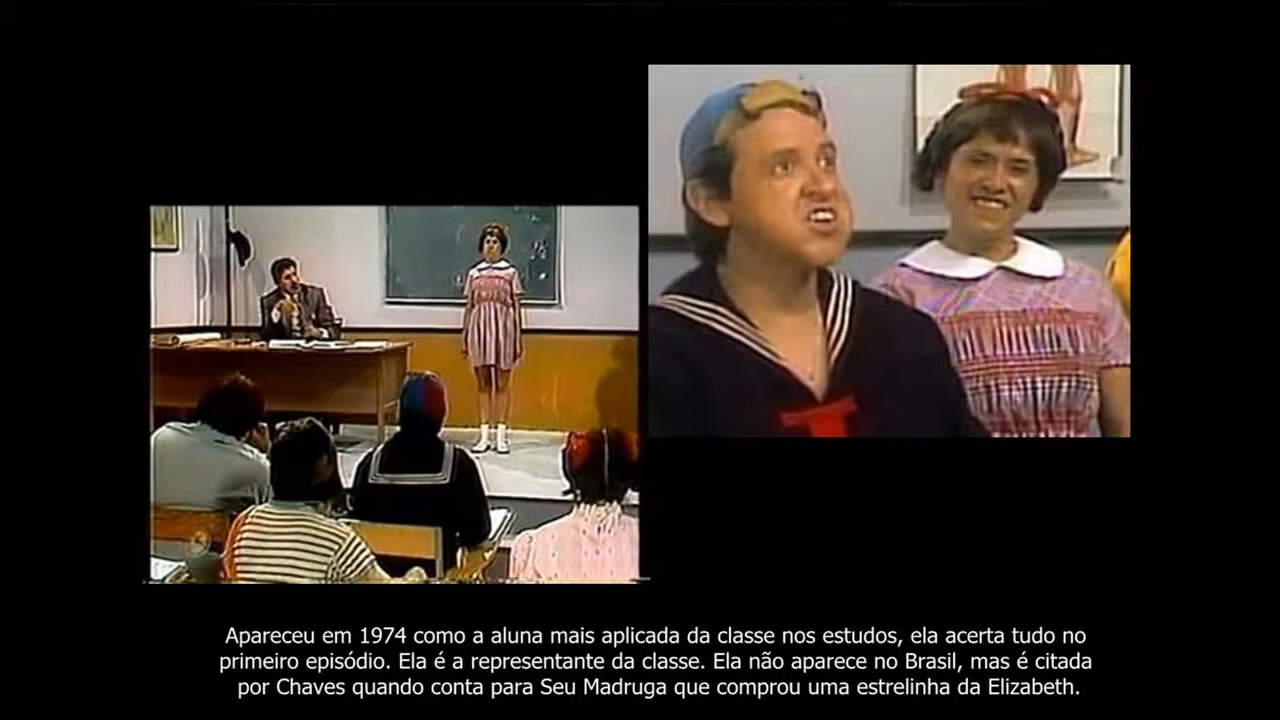 Apareceu em 1974 como a aluna mais aplicada da classe nos estudos, ela acerta tudo no
primeiro episódio. Ela é a representante da classe. Ela não aparece no Brasil, mas é citada
por Chaves quando conta para Seu Madruga que comprou uma estrelinha da Elizabeth.